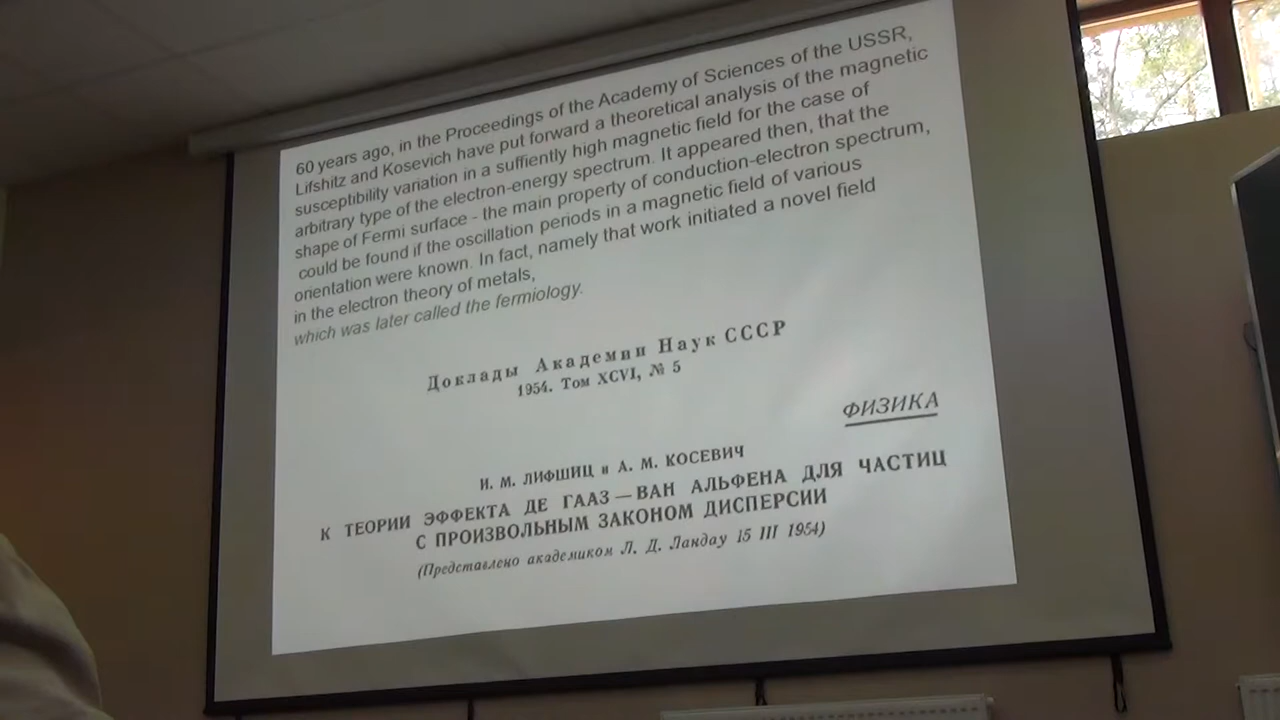 60 years ago, in the Proceedings of the Academy of Sciences of the USSR,
Lifshitz and Kosevich have put forward a theoretical analysis of the magnetic
susceptibility variation in a suffiently high magnetic field for the case of
arbitrary type of the electron-energy spectrum. It appeared then, that the
shape of Fermi surface - the main property of conduction-electron spectrum,
could be found if the oscillation periods in a magnetic field of various
orientation were known. In fact, namely that work initiated a novel field
in the electron theory of metals,
which was later called the fermiology.
Доклады Академии Наук СССР
1954. Том XCVI, № 5
ФИЗИКА
И. М. ЛИФШИЦ и А. М. КОСЕВИЧ
К ТЕОРИИ ЭФФЕКТА ДЕ ГААЗ — ВАН АЛЬФЕНА ДЛЯ ЧАСТИЦ
С ПРОИЗВОЛЬНЫМ ЗАКОНОМ ДИСПЕРСИИ
(Представлено академиком Л. Д. Ландау 15 III 1954)